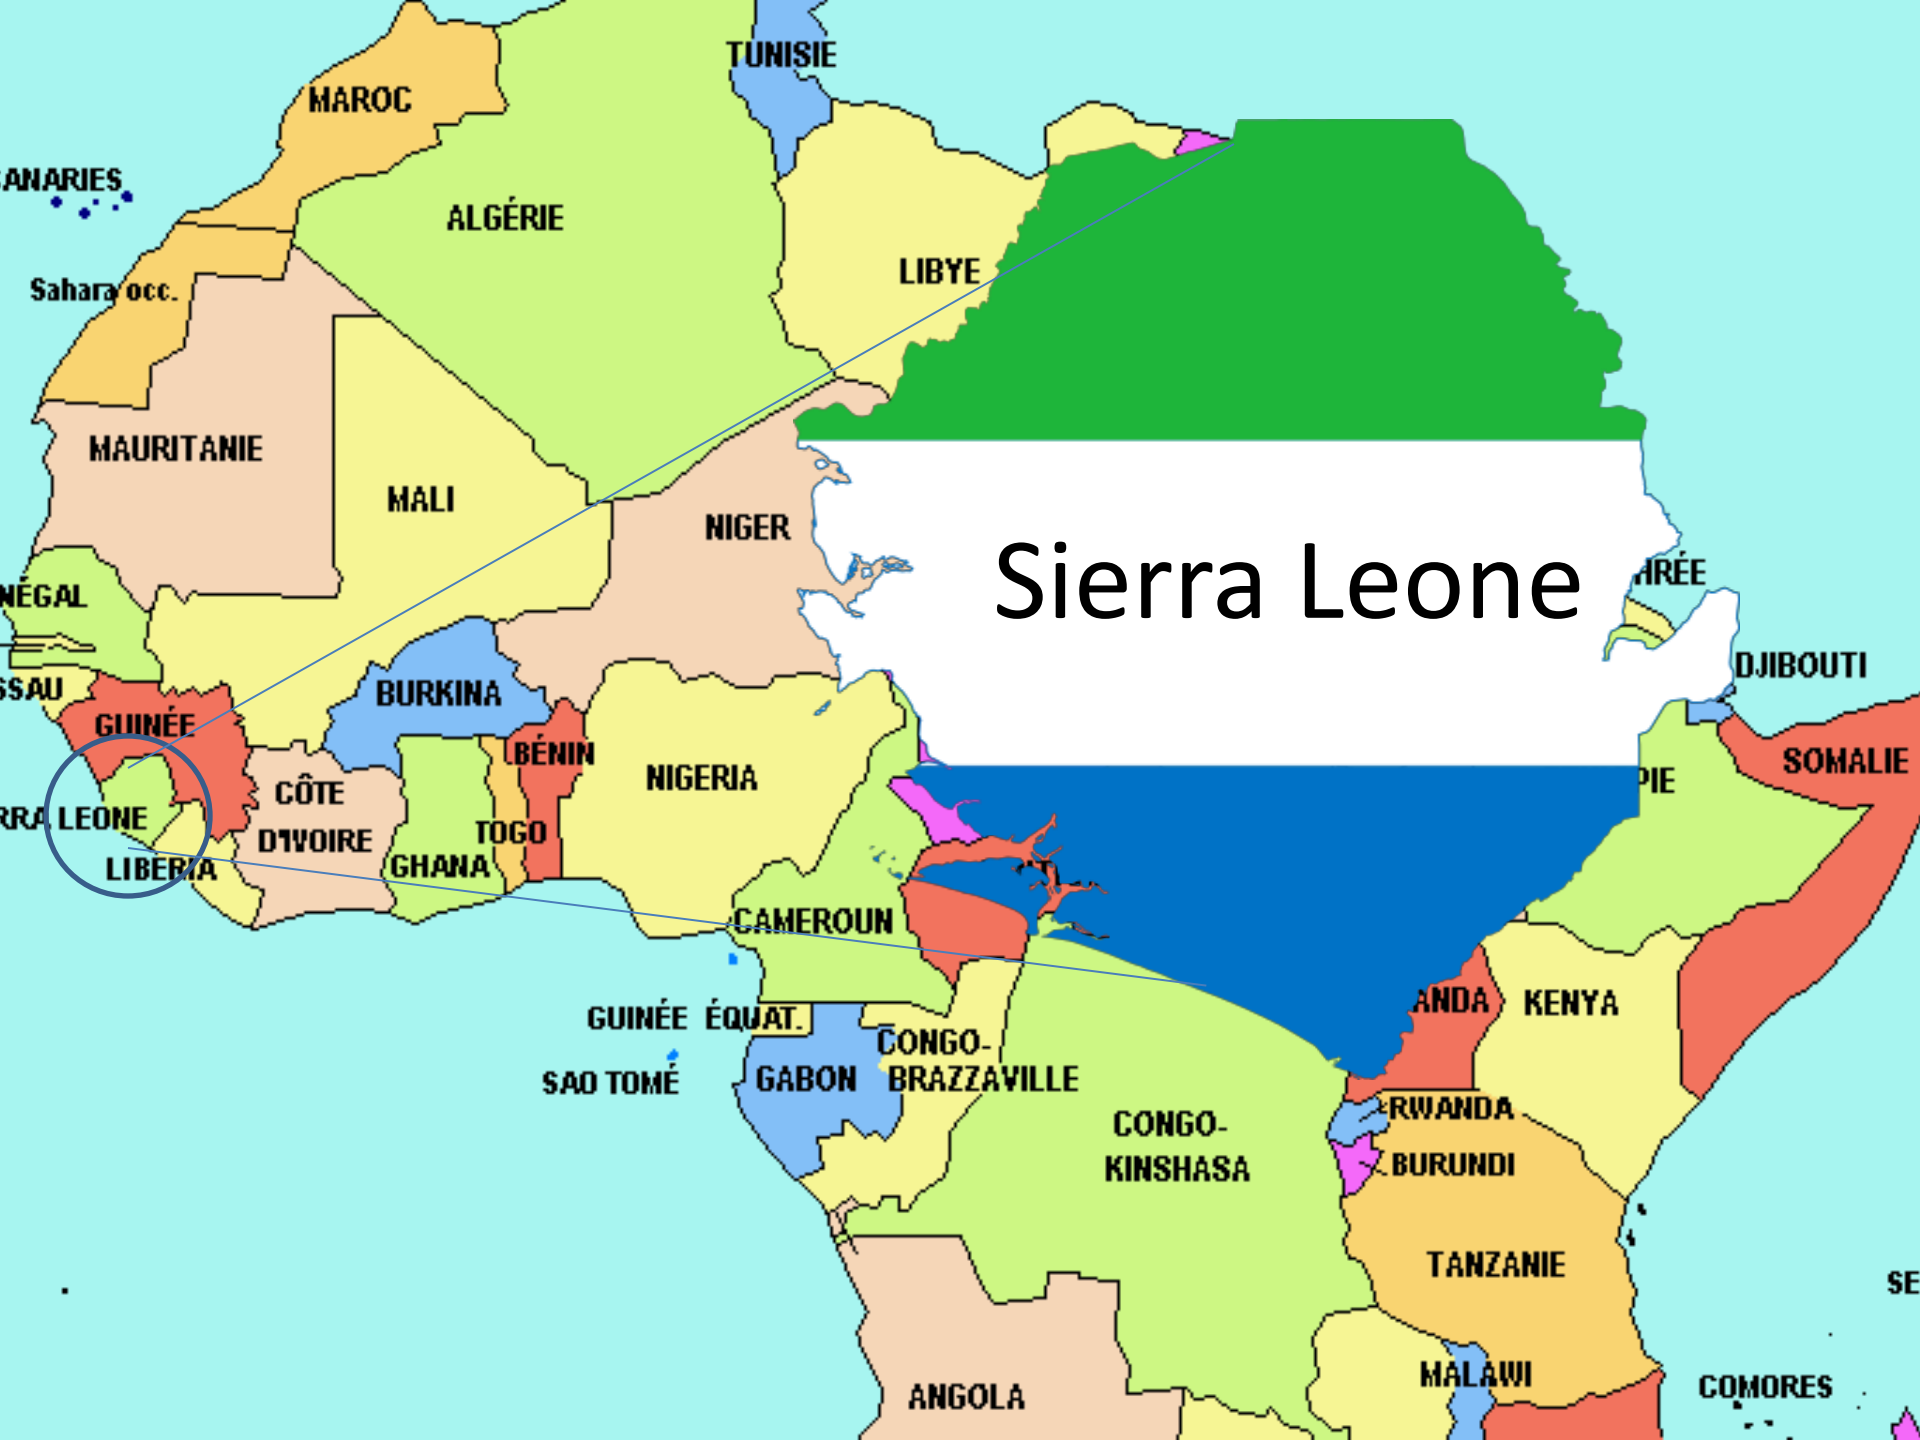 TUNISIE
MAROC
ANARIES
ALGÉRIE
LIBYE
Sahara occ.
MAURITANIE
MALI
NIGER
Sierra Leone
HRÉE
NÉGAL
DJIBOUTI
SSAU
BURKINA
GUINÉE
BÉNIN
SOMALIE
NIGERIA
PIE
CÔTE
D'IVOIRE
RRA LEONE
TOGO
LIBERIA
GHANA
CAMEROUN
ANDA
KENYA
GUINÉE ÉQUAT.
CONGO-
BRAZZAVILLE
SAO TOMÉ
GABON
RWANDA
CONGO-
KINSHASA
BURUNDI
TANZANIE
SE
MALAWI
COMORES
ANGOLA